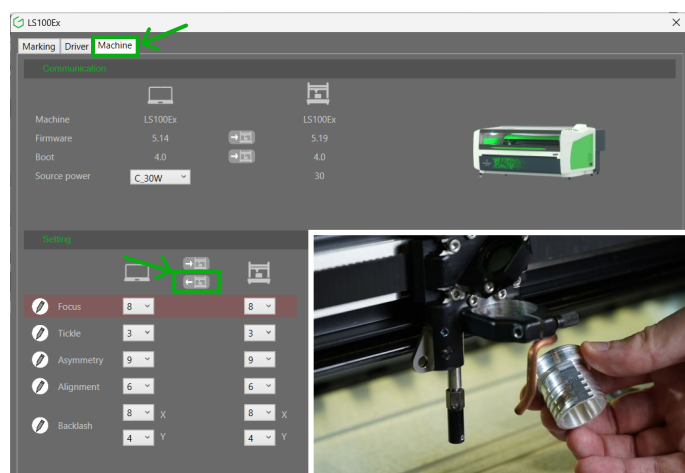 LS100Ex
Marking Driver Machine
Communication
Machine LS100Ex LS100Ex
Firmware 5.14 5.19
Boot 4.0 4.0
Source power C_30W 30
Setting
Focus 8 8
Tickle 3 3
Asymmetry 9 9
Alignment 6 6
Backlash 8 X 8 X
4 Y 4 Y